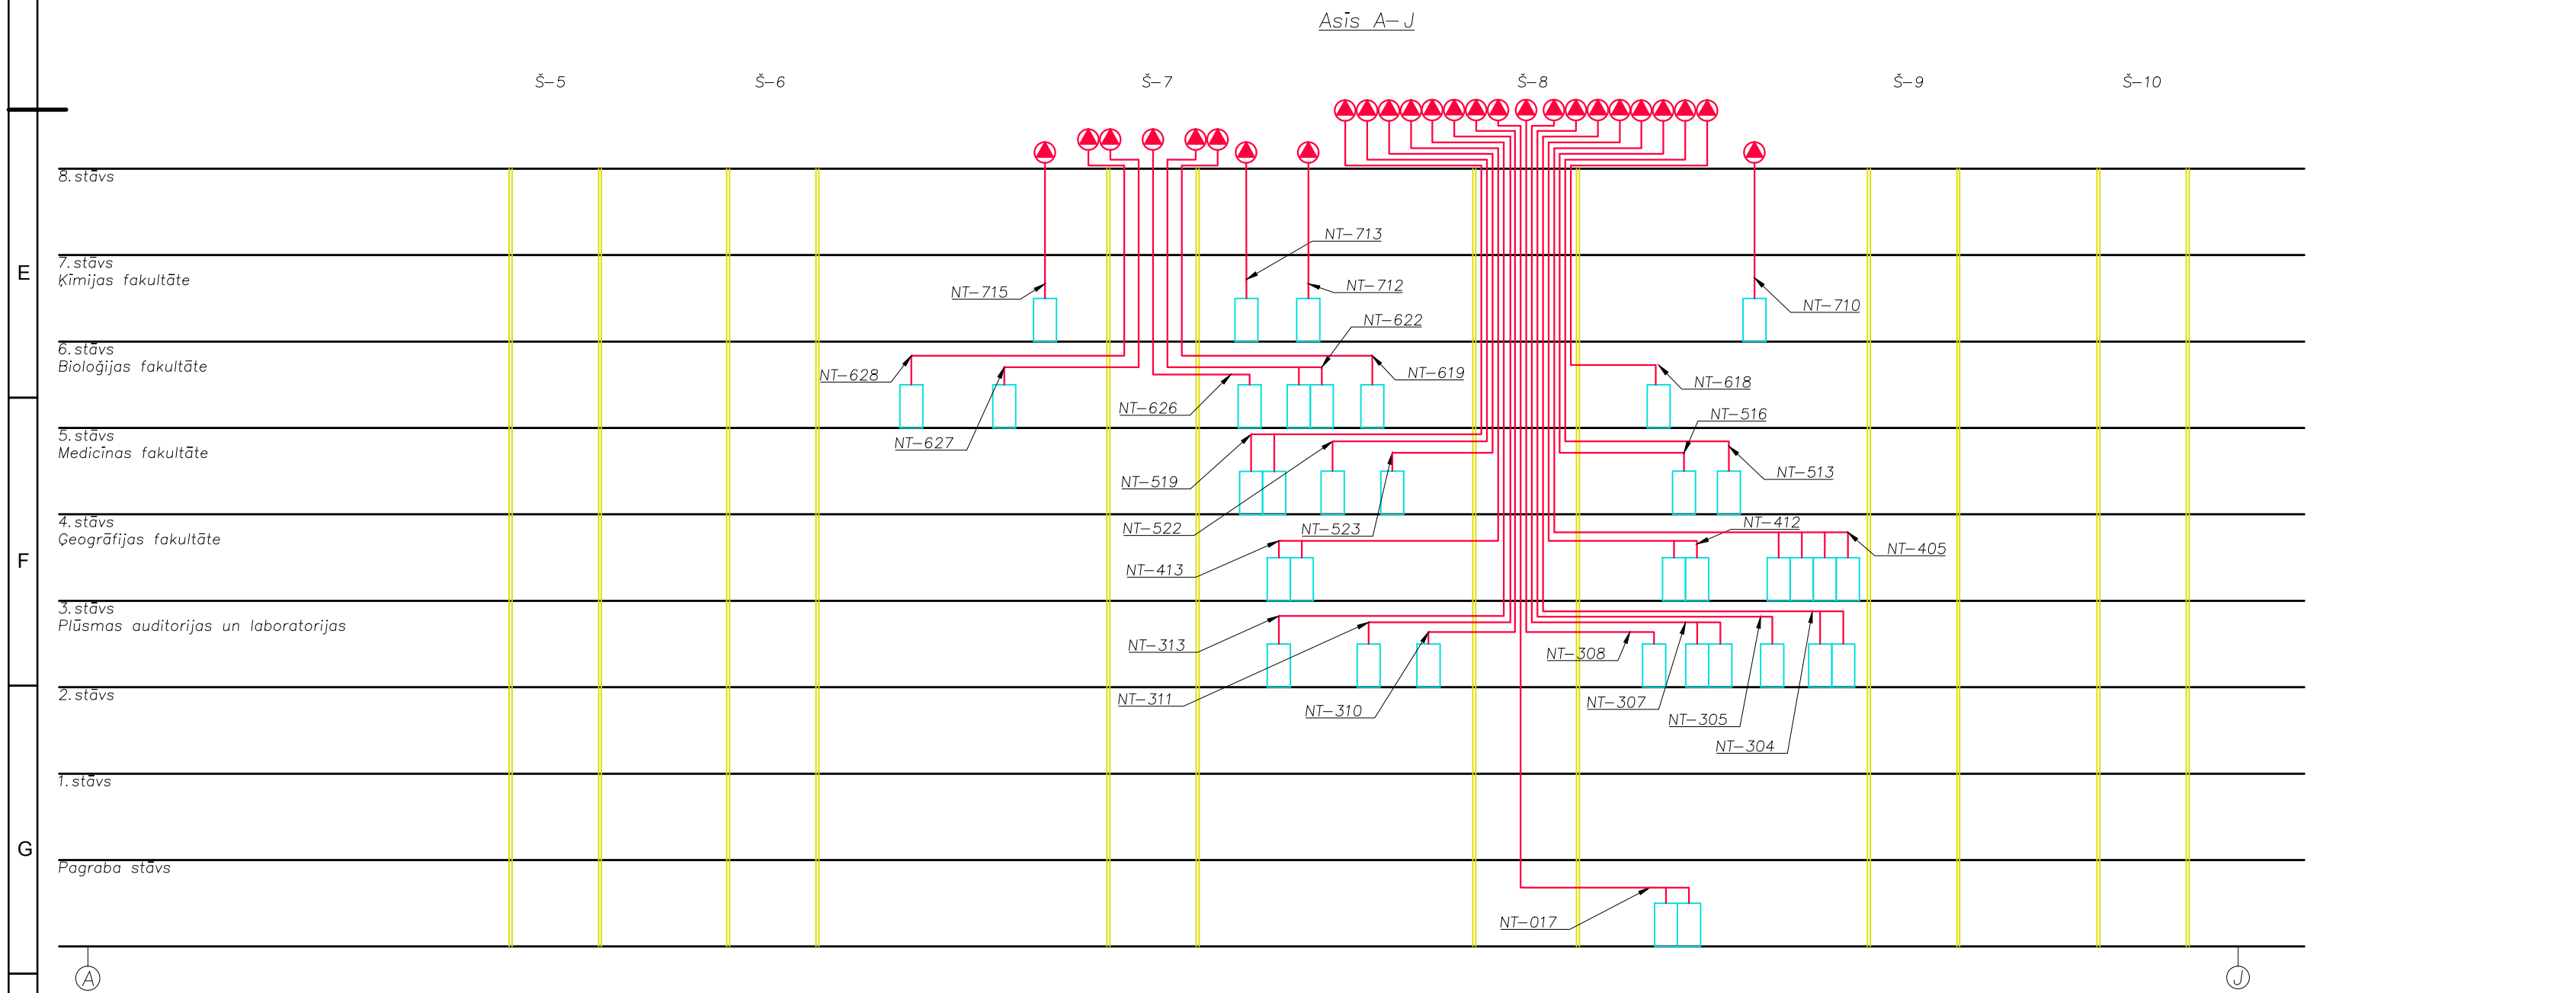 Asīs A-J
Š-5
Š-6
Š-7
Š-8
Š-9
Š-10
8.stāvs
NT-713
7.stāvs
E
Ķīmijas fakultāte
NT-715
NT-712
NT-710
NT-622
6.stāvs
Bioloģijas fakultāte
NT-628
NT-619
NT-618
NT-626
NT-516
5.stāvs
NT-627
Medicīnas fakultāte
NT-513
NT-519
4.stāvs
NT-522
NT-523
NT-412
Ģeogrāfijas fakultāte
NT-405
F
NT-413
3.stāvs
Plūsmas auditorijas un laboratorijas
NT-313
NT-308
2.stāvs
NT-311
NT-310
NT-307
NT-305
NT-304
1.stāvs
G
Pagraba stāvs
NT-017
A
J